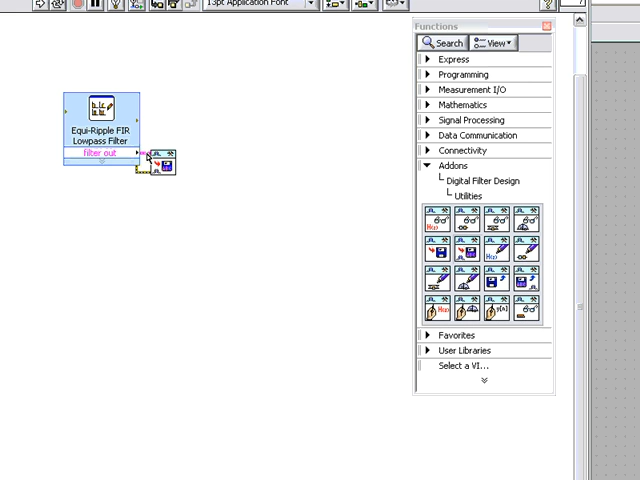 13pt Application Font
Functions
Search
View
Express
Programming
Measurement I/O
Mathematics
Signal Processing
Data Communication
Connectivity
Addons
Digital Filter Design
Utilities
Favorites
User Libraries
Select a VI...
Equi-Ripple FIR
Lowpass Filter
filter out